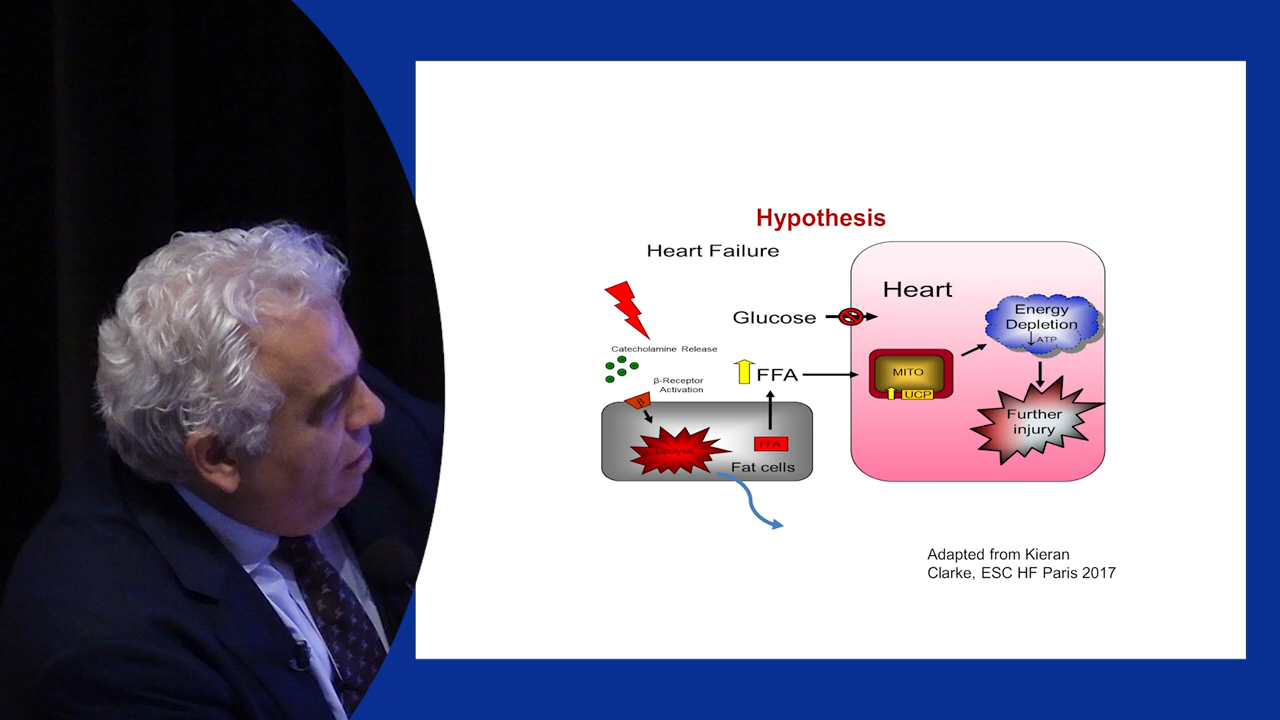 Hypothesis
Heart Failure
Heart
Glucose
Energy
Depletion
↓ATP
Catecholamine Release
β-Receptor
Activation
FFA
MITO
UCP
β
Further
injury
Lipolysis
FFA
Fat cells
Adapted from Kieran
Clarke, ESC HF Paris 2017